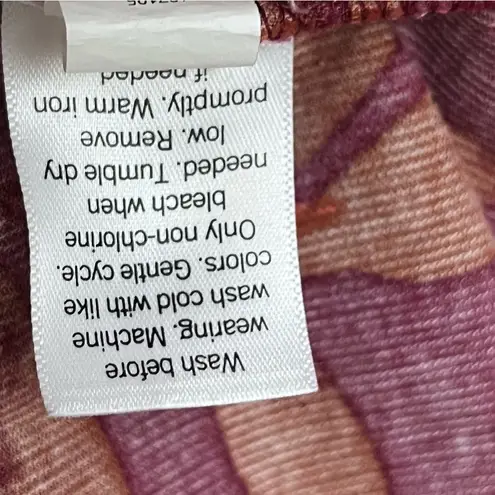 Wash before
wearing. Machine
wash cold with like
colors. Gentle cycle.
Only non-chlorine
bleach when
needed. Tumble dry
low. Remove
promptly. Warm iron
if needed